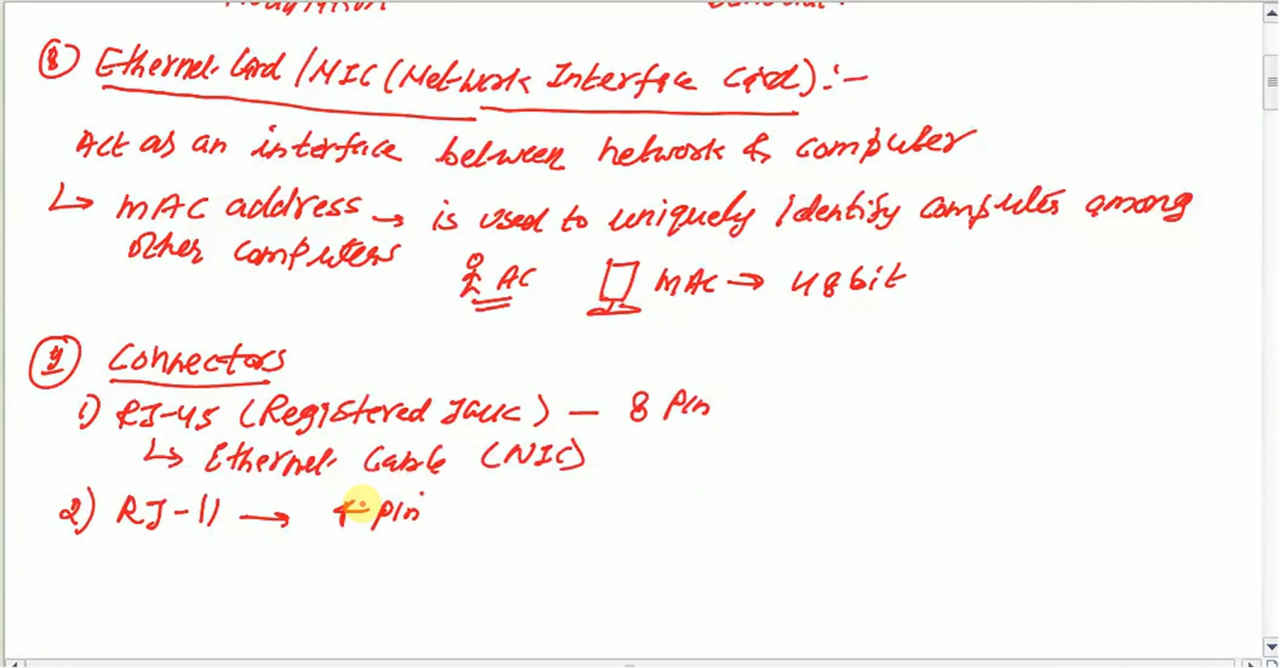 ⑧ Ethernet Card / NIC (Network Interface Card) :-
Act as an interface between network & computer
↳ MAC address → is used to uniquely identify computer among
other computers
AC MAC → 48 bit
⑨ Connectors
1) RJ-45 (Registered Jack) - 8 Pin
↳ Ethernet Cable (NIC)
2) RJ-11 → pin